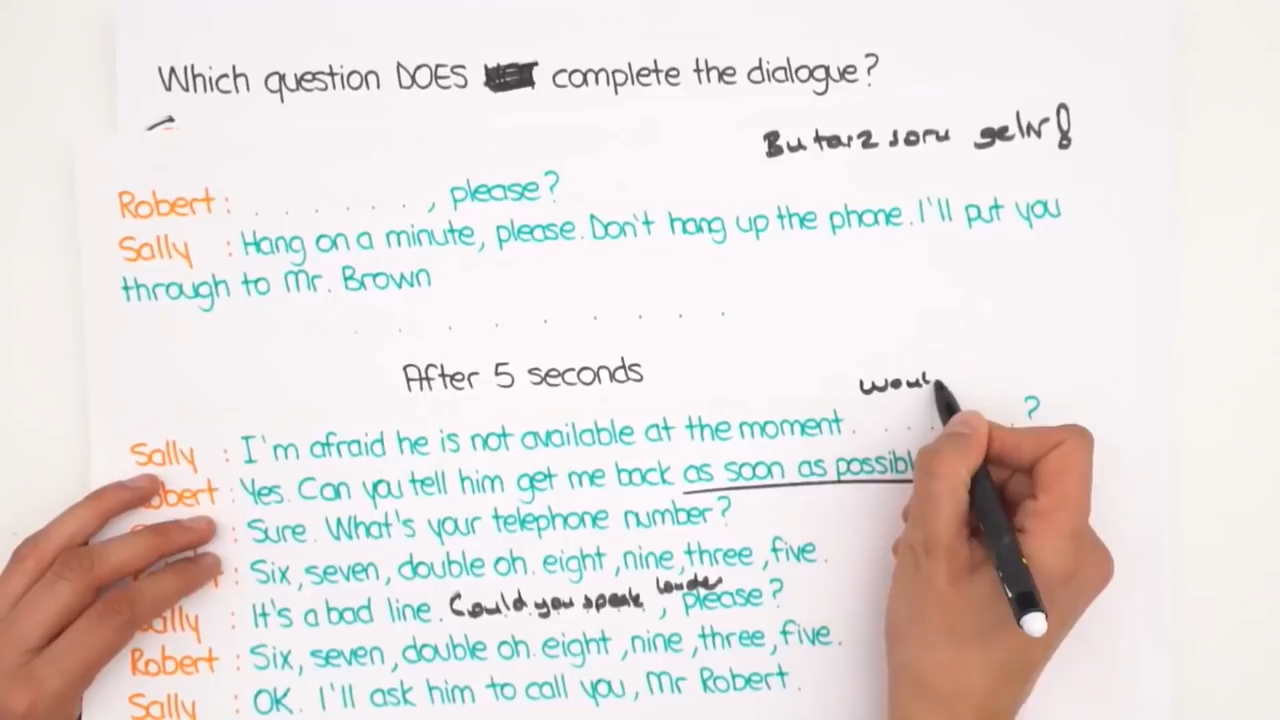 Which question DOES complete the dialogue?
But tarz soru gelir!
Robert: . . . . . . . , please?
Sally : Hang on a minute, please. Don't hang up the phone. I'll put you
through to Mr. Brown
. . . . . . . . .
After 5 seconds
woul
Sally : I'm afraid he is not available at the moment . . . . . ?
obert : Yes. Can you tell him get me back as soon as possibl
: Sure. What's your telephone number?
: Six, seven, double oh. eight, nine, three, five.
ally : It's a bad line. Could you speak louder, please?
Robert : Six, seven, double oh. eight, nine, three, five.
Sally : OK. I'll ask him to call you, Mr Robert.